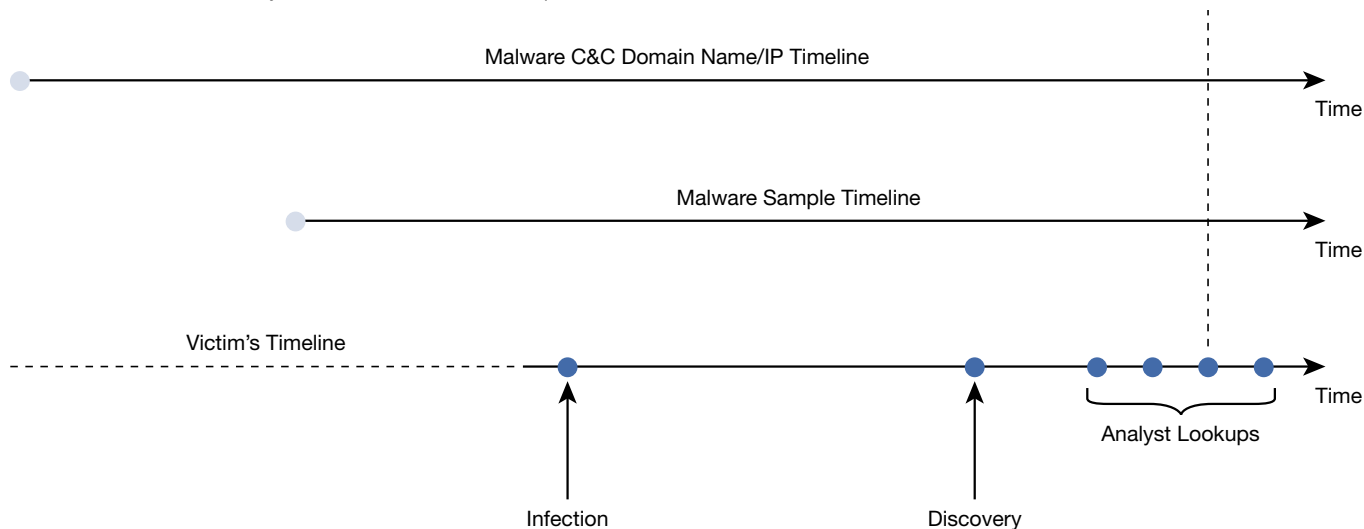 Malware C&C Domain Name/IP Timeline
Time
Malware Sample Timeline
Time
Victim's Timeline
Time
Analyst Lookups
Infection
Discovery